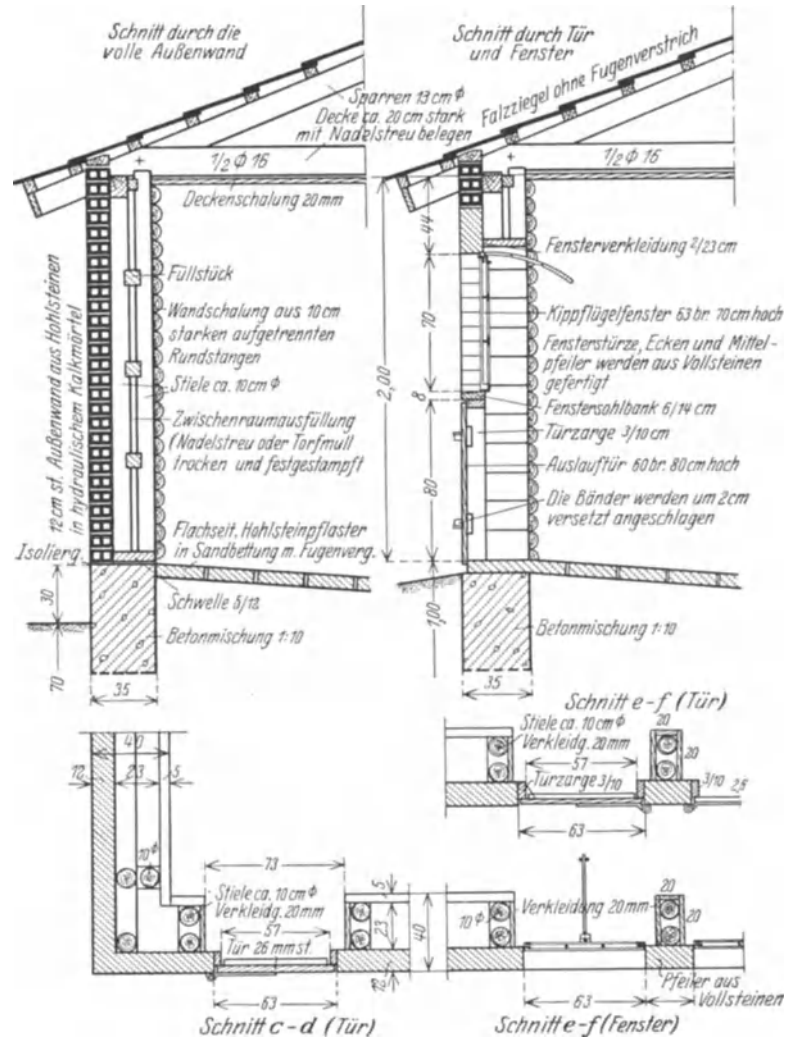 Schnitt durch die
volle Außenwand
Schnitt durch Tür
und Fenster
Sparren 13 cm ϕ
Decke ca. 20 cm stark
mit Nadelstreu belegen
Falzziegel ohne Fugenverstrich
+
1/2 ϕ 16
+
1/2 ϕ 16
Deckenschalung 20 mm
12 cm st. Außenwand aus Hohlsteinen
in hydraulischem Kalkmörtel
Füllstück
Wandschalung aus 10 cm
starken aufgetrennten
Rundstangen
Stiele ca. 10 cm ϕ
Zwischenraumausfüllung
(Nadelstreu oder Torfmull
trocken und festgestampft
Flachseit. Hohlsteinpflaster
in Sandbettung m. Fugenverg.
Isolierg.
Schwelle 5/12
Betonmischung 1:10
30
70
35
2,00
44
70
8
80
1,00
Fensterverkleidung 2/23 cm
Kippflügelfenster 63 br. 70 cm hoch
Fensterstürze, Ecken und Mittel-
pfeiler werden aus Vollsteinen
gefertigt
Fenstersohlbank 6/14 cm
Türzarge 3/10 cm
Auslauftür 60 br. 80 cm hoch
Die Bänder werden um 2 cm
versetzt angeschlagen
Betonmischung 1:10
35
Schnitt e-f (Tür)
Stiele ca. 10 cm ϕ
Verkleidg. 20 mm
57
Türzarge 3/10
63
20
20
3/10
2,5
40
12
23
5
10 ϕ
73
Stiele ca. 10 cm ϕ
Verkleidg. 20 mm
57
Tür 26 mm st.
63
5
23
40
12
Schnitt c-d (Tür)
10 ϕ
Verkleidung 20 mm
20
20
63
Pfeiler aus
Vollsteinen
Schnitt e-f (Fenster)